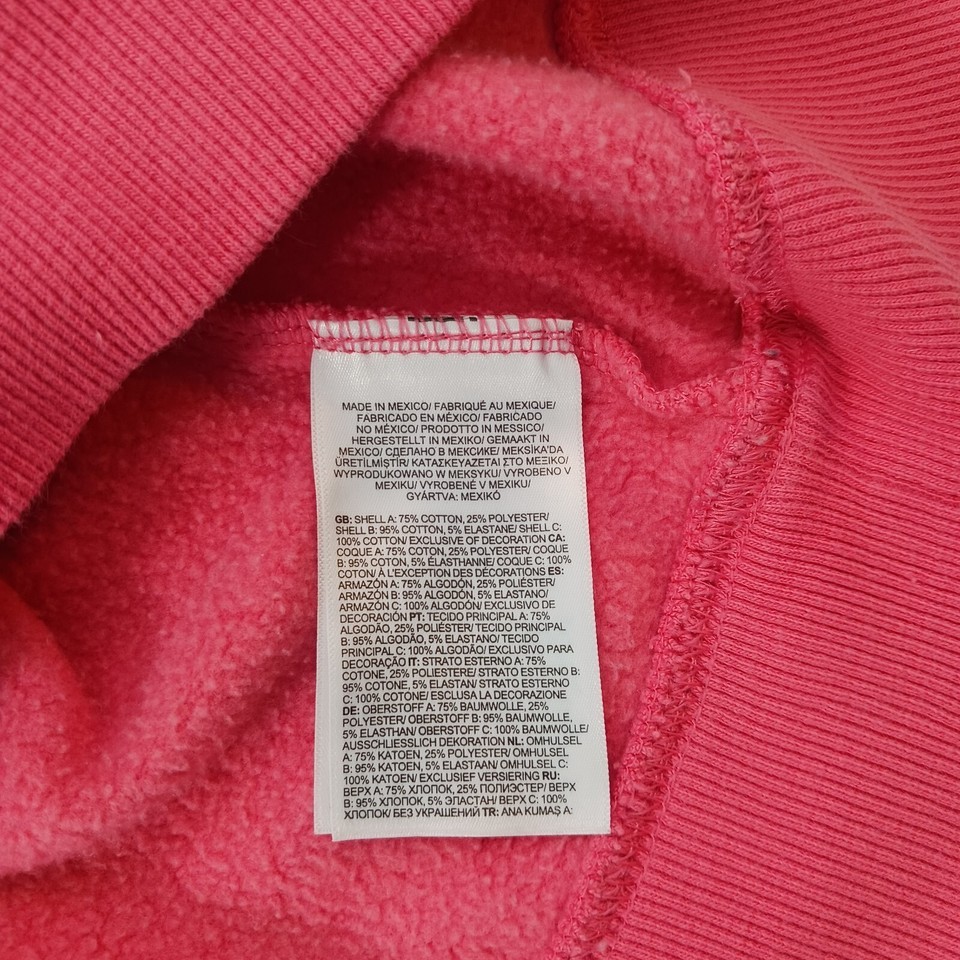 MADE IN MEXICO/ FABRIQUÉ AU MEXIQUE/
FABRICADO EN MÉXICO/ FABRICADO
NO MÉXICO/ PRODOTTO IN MESSICO/
HERGESTELLT IN MEXIKO/ GEMAAKT IN
MEXICO/ СДЕЛАНО В МЕКСИКЕ/ MEKSİKA'DA
ÜRETİLMİŞTİR/ ΚΑΤΑΣΚΕΥΑΖΕΤΑΙ ΣΤΟ ΜΕΞΙΚΟ/
WYPRODUKOWANO W MEKSYKU/ VYROBENO V
MEXIKU/ VYROBENÉ V MEXIKU/
GYÁRTVA: MEXIKÓ
GB: SHELL A: 75% COTTON, 25% POLYESTER/
SHELL B: 95% COTTON, 5% ELASTANE/ SHELL C:
100% COTTON/ EXCLUSIVE OF DECORATION CA:
COQUE A: 75% COTON, 25% POLYESTER/ COQUE
B: 95% COTON, 5% ÉLASTHANNE/ COQUE C: 100%
COTON/ À L'EXCEPTION DES DÉCORATIONS ES:
ARMAZÓN A: 75% ALGODÓN, 25% POLIÉSTER/
ARMAZÓN B: 95% ALGODÓN, 5% ELASTANO/
ARMAZÓN C: 100% ALGODÓN/ EXCLUSIVO DE
DECORACIÓN PT: TECIDO PRINCIPAL A: 75%
ALGODÃO, 25% POLIÉSTER/ TECIDO PRINCIPAL
B: 95% ALGODÃO, 5% ELASTANO/ TECIDO
PRINCIPAL C: 100% ALGODÃO/ EXCLUSIVO PARA
DECORAÇÃO IT: STRATO ESTERNO A: 75%
COTONE, 25% POLIESTERE/ STRATO ESTERNO B:
95% COTONE, 5% ELASTAN/ STRATO ESTERNO
C: 100% COTONE/ ESCLUSA LA DECORAZIONE
DE: OBERSTOFF A: 75% BAUMWOLLE, 25%
POLYESTER/ OBERSTOFF B: 95% BAUMWOLLE,
5% ELASTHAN/ OBERSTOFF C: 100% BAUMWOLLE/
AUSSCHLIESSLICH DEKORATION NL: OMHULSEL
A: 75% KATOEN, 25% POLYESTER/ OMHULSEL
B: 95% KATOEN, 5% ELASTAAN/ OMHULSEL C:
100% KATOEN/ EXCLUSIEF VERSIERING RU:
ВЕРХ A: 75% ХЛОПОК, 25% ПОЛИЭСТЕР/ ВЕРХ
B: 95% ХЛОПОК, 5% ЭЛАСТАН/ ВЕРХ C: 100%
ХЛОПОК/ БЕЗ УКРАШЕНИЙ TR: ANA KUMAŞ A: